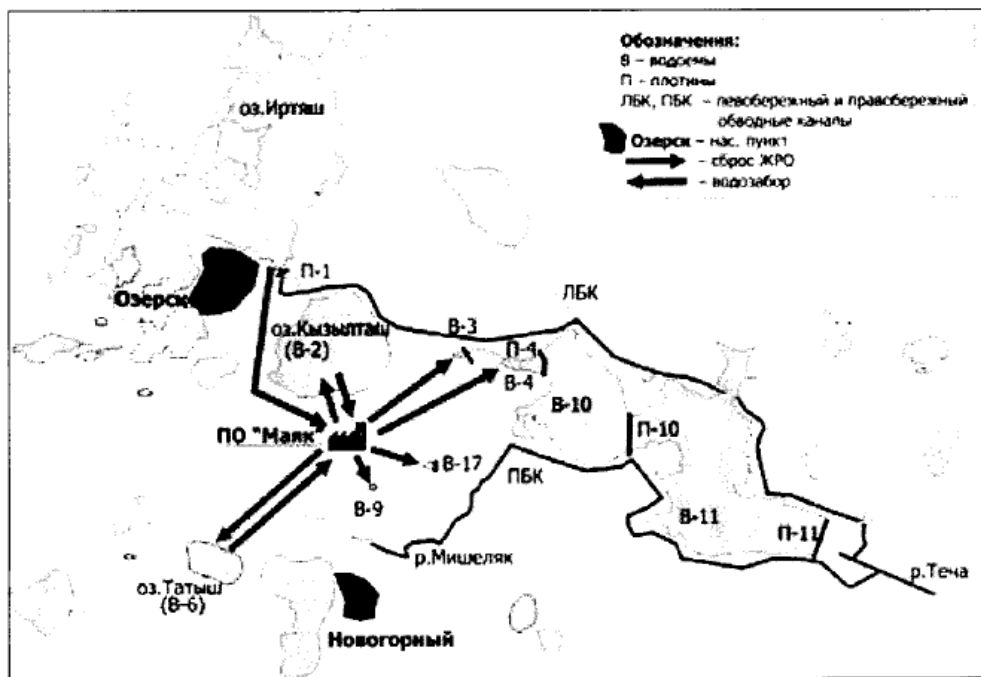 Обозначения:
В – водоемы
П – плотины
ЛБК, ПБК – левобережный и правобережный
обводные каналы
Озерск – нас. пункт
– сброс ЖРО
– водозабор
оз.Иртяш
П-1
Озерск
ЛБК
оз.Кызылташ
(В-2)
В-3
П-4
В-4
В-10
П-10
ПО "Маяк"
В-17
ПБК
В-9
В-11
П-11
р.Мишеляк
р.Теча
оз.Татыш
(В-6)
Новогорный